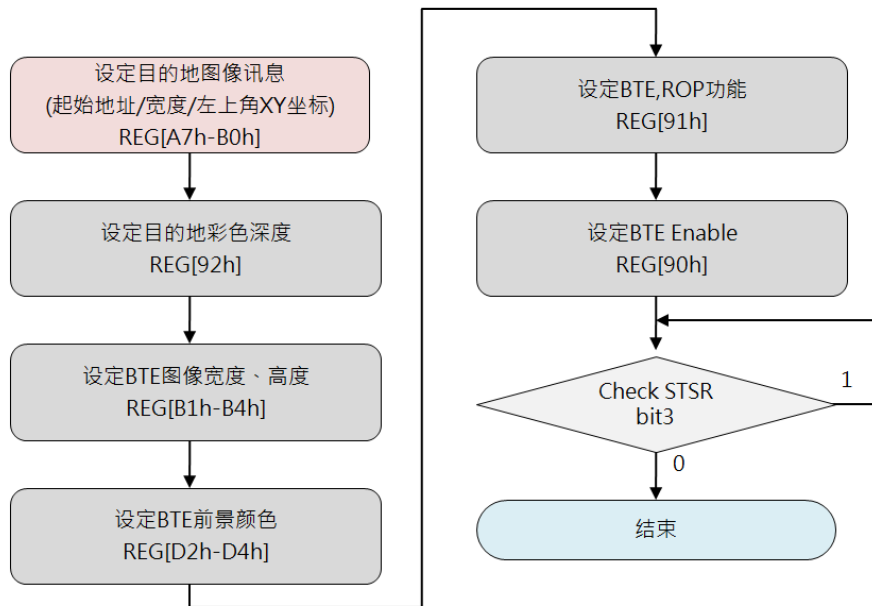 设定目的地图像讯息
(起始地址/宽度/左上角XY坐标)
REG[A7h-B0h]
设定目的地彩色深度
REG[92h]
设定BTE图像宽度、高度
REG[B1h-B4h]
设定BTE前景颜色
REG[D2h-D4h]
设定BTE,ROP功能
REG[91h]
设定BTE Enable
REG[90h]
Check STSR
bit3
1
0
结束